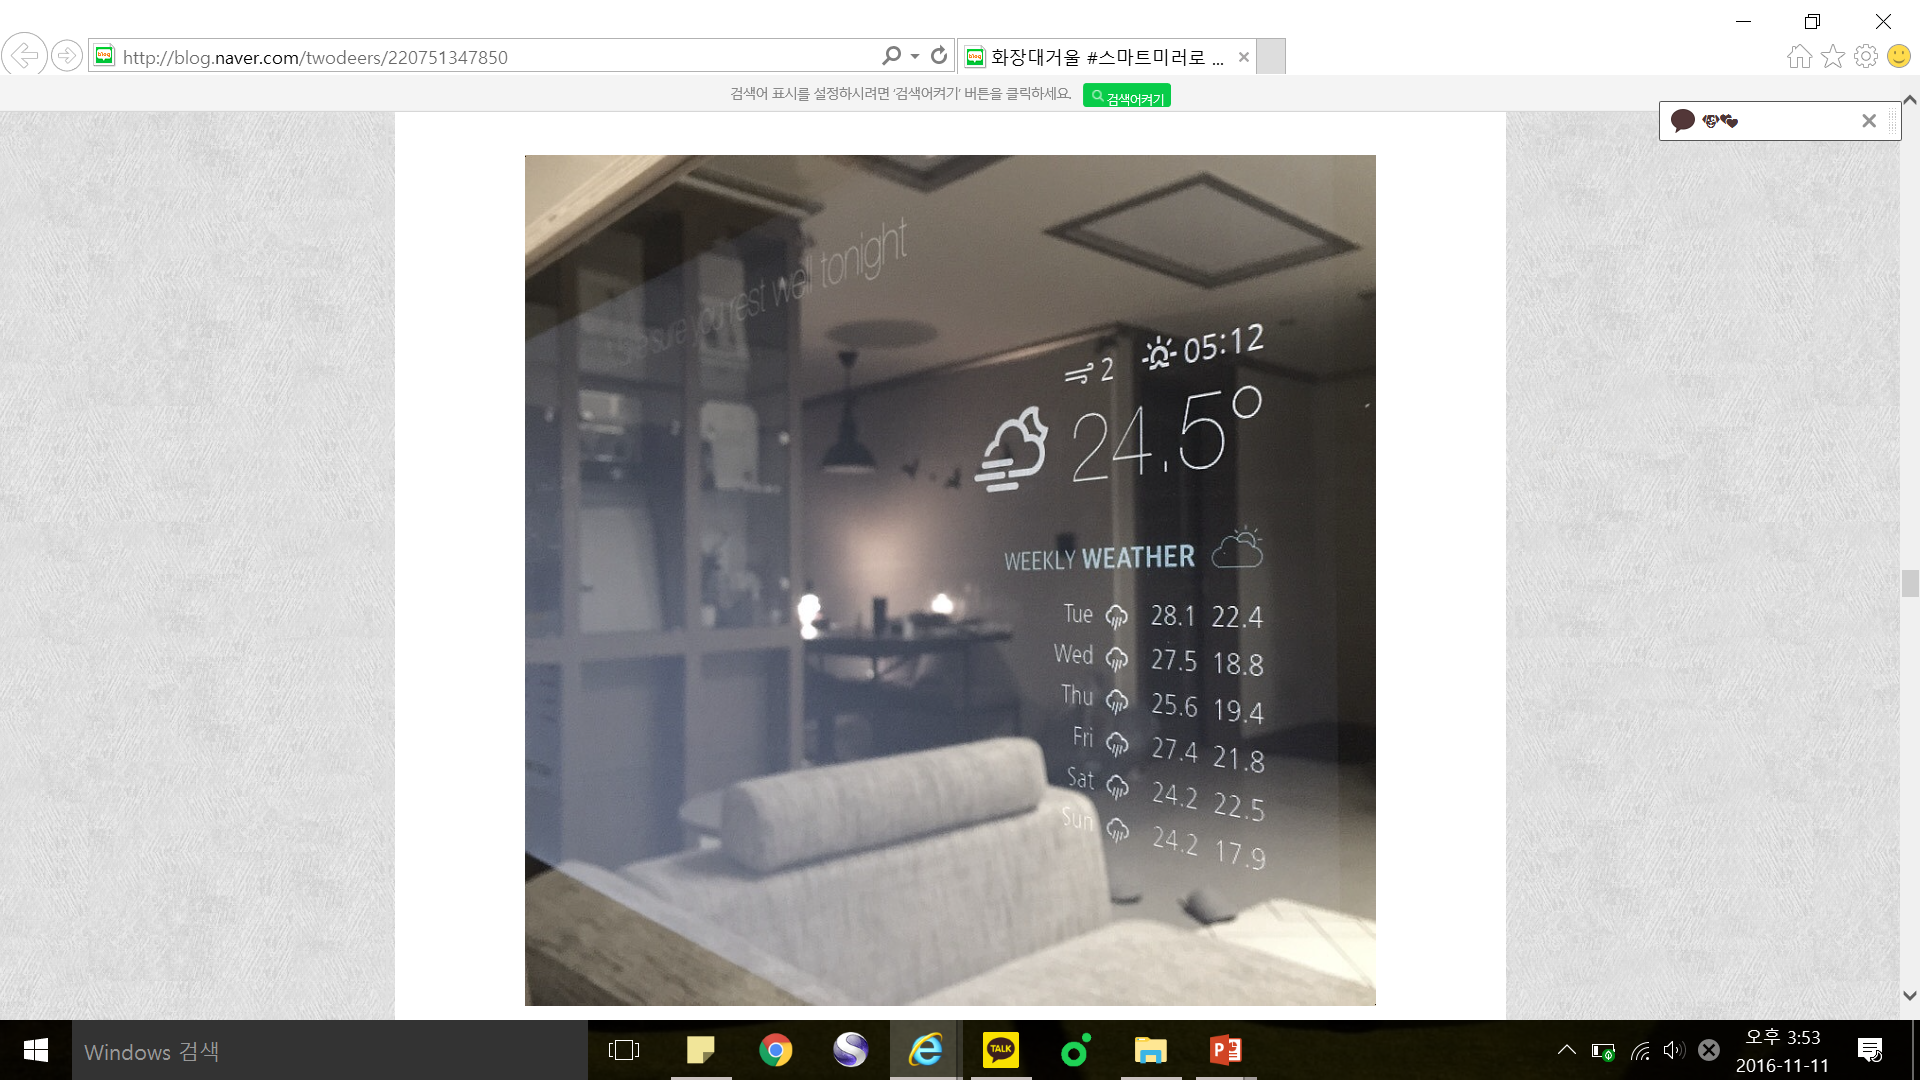 http://blog.naver.com/twodeers/220751347850
화장대거울 #스마트미러로 ...
검색어 표시를 설정하시려면 '검색어켜기' 버튼을 클릭하세요.
검색어켜기
sure you rest well tonight
2 05:12
24.5°
WEEKLY WEATHER
Tue 28.1 22.4
Wed 27.5 18.8
Thu 25.6 19.4
Fri 27.4 21.8
Sat 24.2 22.5
Sun 24.2 17.9
Windows 검색
TALK
오후 3:53
2016-11-11